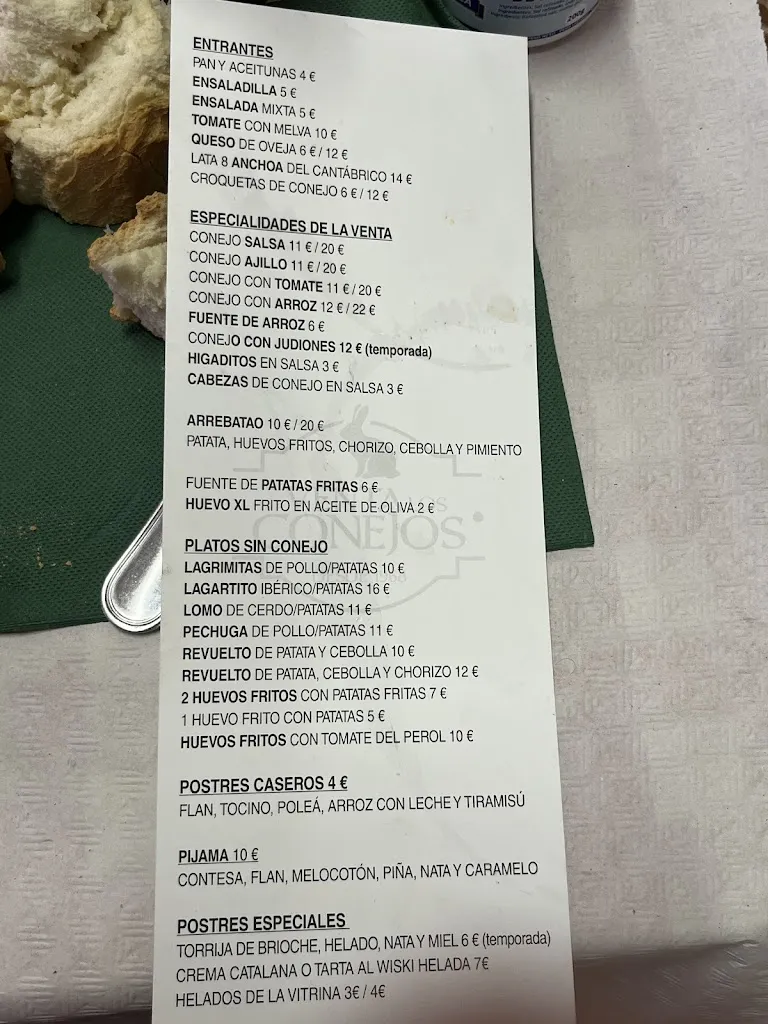 200g
ENTRANTES
PAN Y ACEITUNAS 4 €
ENSALADILLA 5 €
ENSALADA MIXTA 5 €
TOMATE CON MELVA 10 €
QUESO DE OVEJA 6 € / 12 €
LATA 8 ANCHOA DEL CANTÁBRICO 14 €
CROQUETAS DE CONEJO 6 € / 12 €
ESPECIALIDADES DE LA VENTA
CONEJO SALSA 11 € / 20 €
CONEJO AJILLO 11 € / 20 €
CONEJO CON TOMATE 11 € / 20 €
CONEJO CON ARROZ 12 € / 22 €
FUENTE DE ARROZ 6 €
CONEJO CON JUDIONES 12 € (temporada)
HIGADITOS EN SALSA 3 €
CABEZAS DE CONEJO EN SALSA 3 €
ARREBATAO 10 € / 20 €
PATATA, HUEVOS FRITOS, CHORIZO, CEBOLLA Y PIMIENTO
FUENTE DE PATATAS FRITAS 6 €
HUEVO XL FRITO EN ACEITE DE OLIVA 2 €
VENTA LOS
CONEJOS
PLATOS SIN CONEJO
LAGRIMITAS DE POLLO/PATATAS 10 €
DESDE 1968
LAGARTITO IBÉRICO/PATATAS 16 €
LOMO DE CERDO/PATATAS 11 €
PECHUGA DE POLLO/PATATAS 11 €
REVUELTO DE PATATA Y CEBOLLA 10 €
REVUELTO DE PATATA, CEBOLLA Y CHORIZO 12 €
2 HUEVOS FRITOS CON PATATAS FRITAS 7 €
1 HUEVO FRITO CON PATATAS 5 €
HUEVOS FRITOS CON TOMATE DEL PEROL 10 €
POSTRES CASEROS 4 €
FLAN, TOCINO, POLEÁ, ARROZ CON LECHE Y TIRAMISÚ
PIJAMA 10 €
CONTESA, FLAN, MELOCOTÓN, PIÑA, NATA Y CARAMELO
POSTRES ESPECIALES
TORRIJA DE BRIOCHE, HELADO, NATA Y MIEL 6 € (temporada)
CREMA CATALANA O TARTA AL WISKI HELADA 7€
HELADOS DE LA VITRINA 3€ / 4€